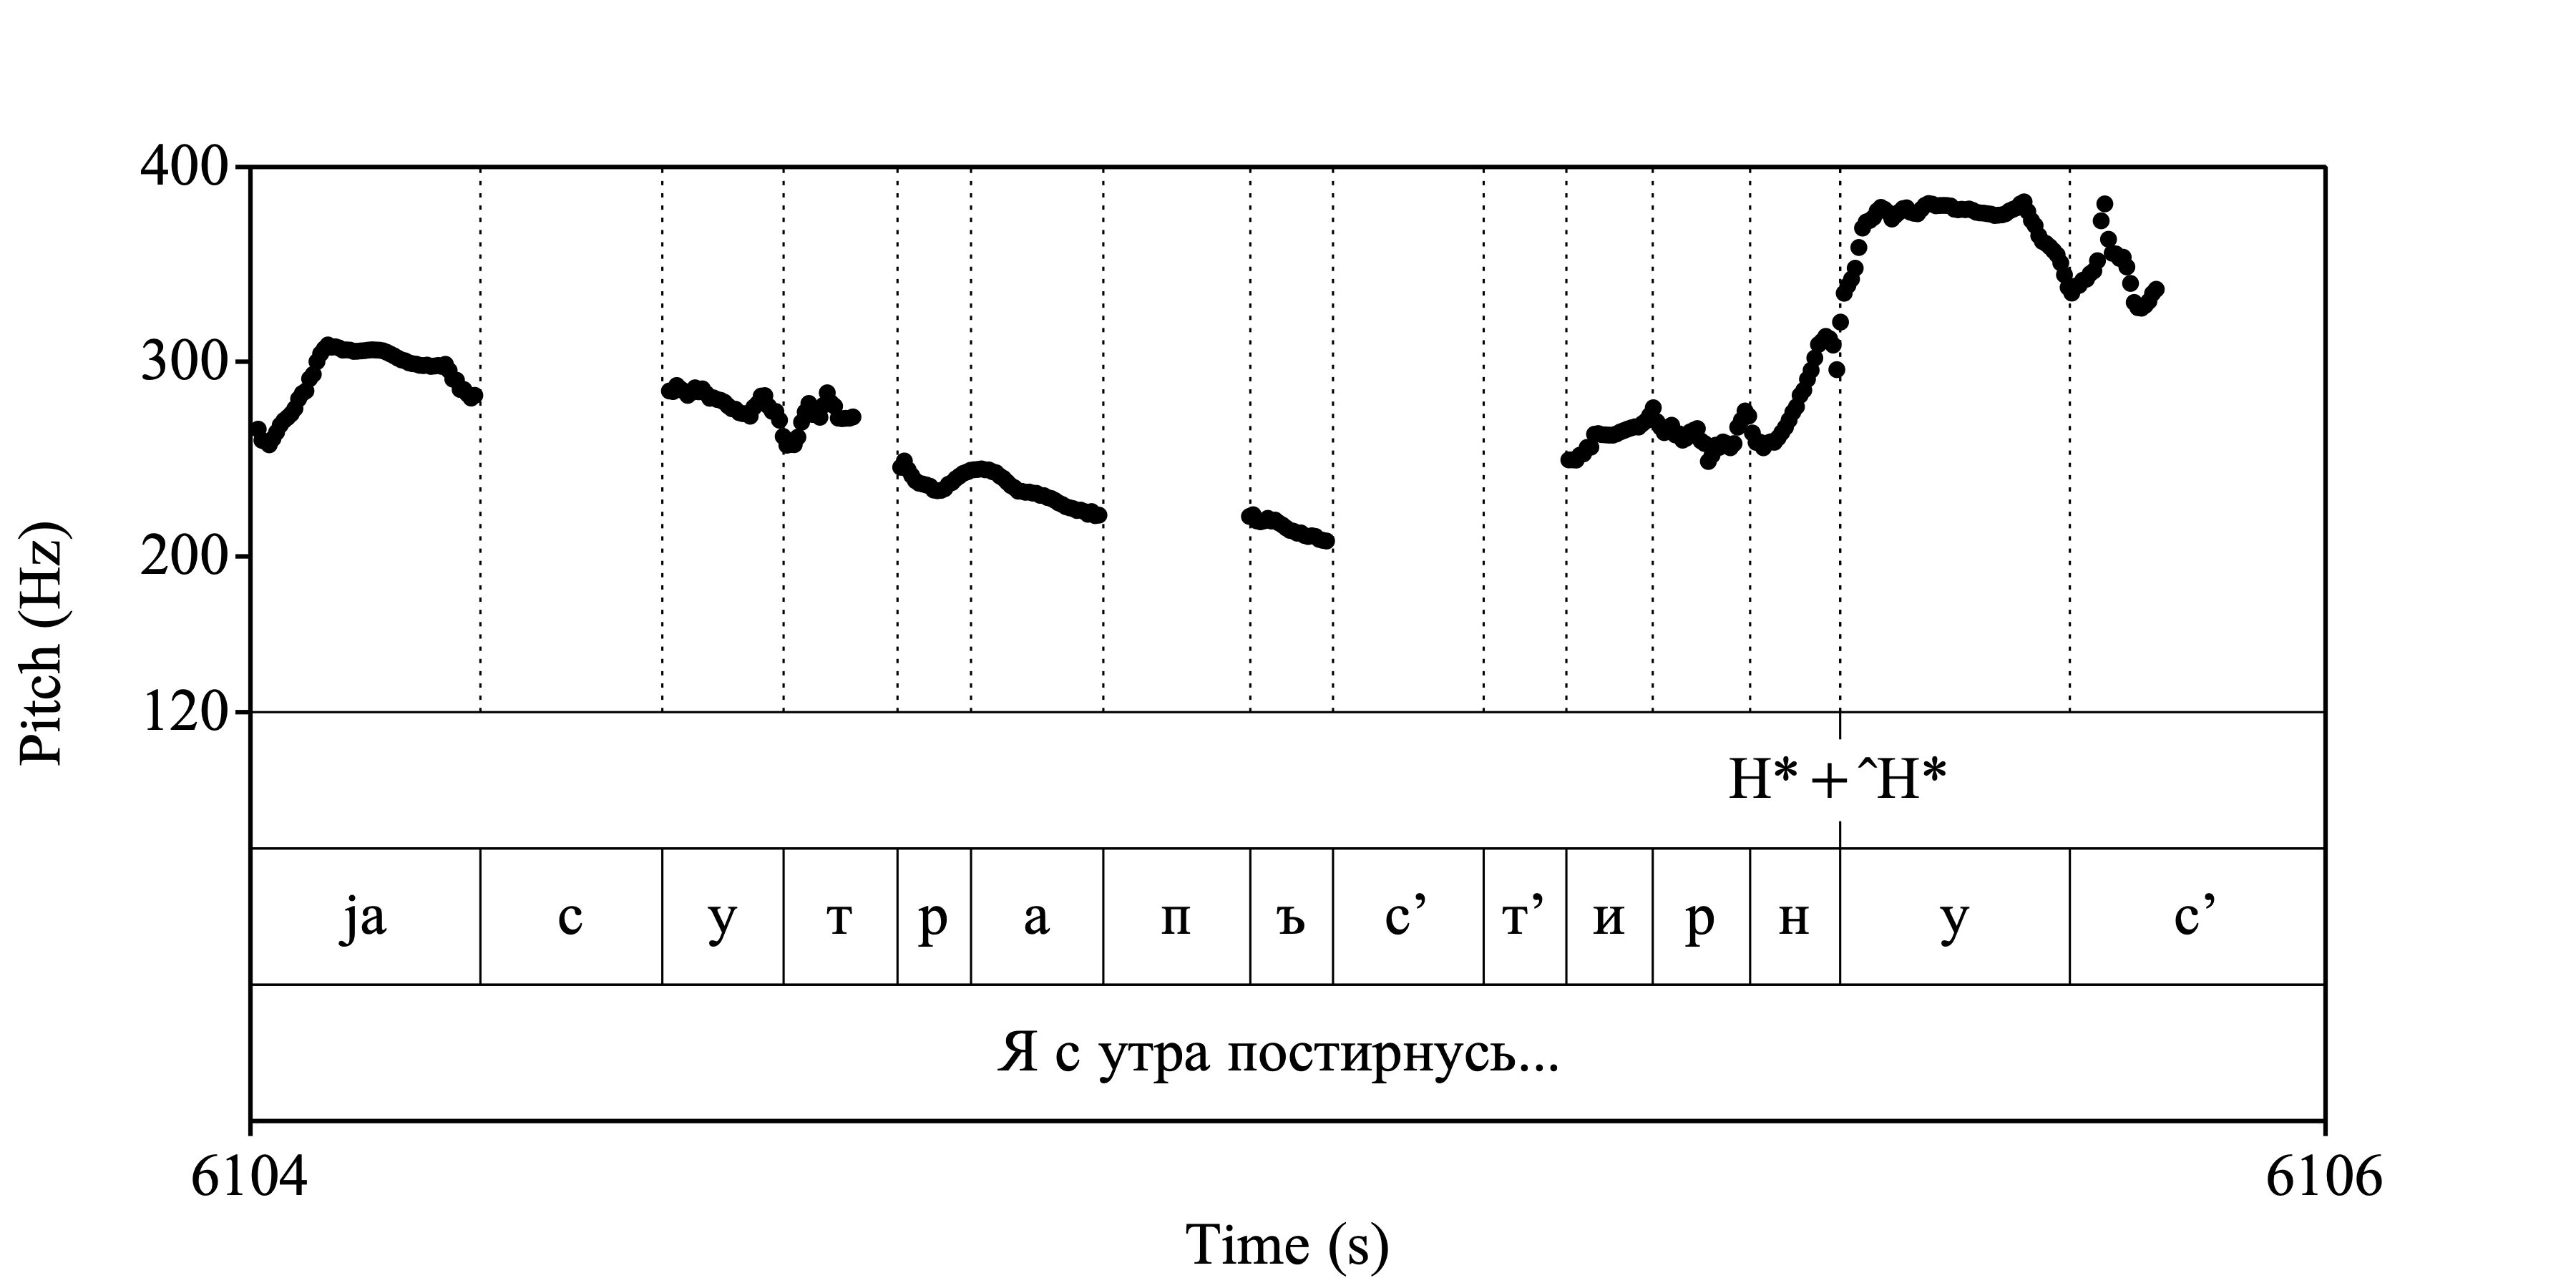 400
300
200
120
Pitch (Hz)
H* + ˆH*
ja с у т р а п ъ с’ т’ и р н у с’
Я с утра постирнусь...
6104 6106
Time (s)